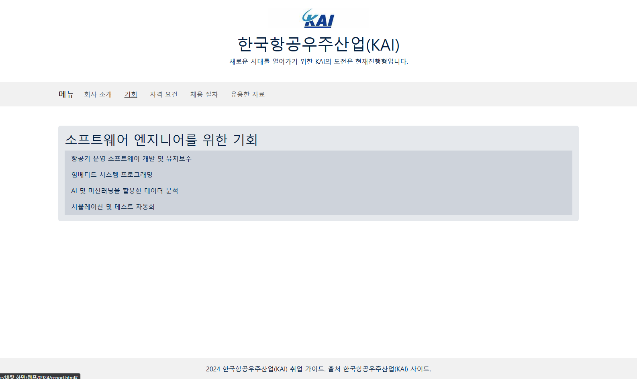 KAI
한국항공우주산업(KAI)
새로운 시대를 열어가기 위한 KAI의 도전은 현재진행형입니다.
메뉴 회사 소개 기회 자격 요건 채용 절차 유용한 자료
소프트웨어 엔지니어를 위한 기회
항공기 운영 소프트웨어 개발 및 유지보수
임베디드 시스템 프로그래밍
AI 및 머신러닝을 활용한 데이터 분석
시뮬레이션 및 테스트 자동화
2024 한국항공우주산업(KAI) 취업 가이드. 출처 한국항공우주산업(KAI) 사이트.